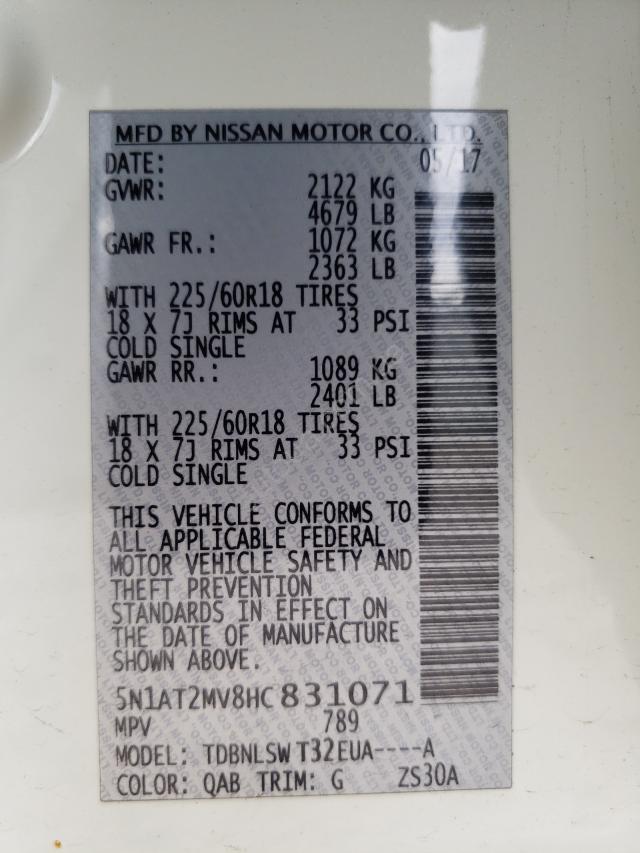 MFD BY NISSAN MOTOR CO., LTD.
DATE: 05/17
GVWR: 2122 KG
4679 LB
GAWR FR.: 1072 KG
2363 LB
WITH 225/60R18 TIRES
18 X 7J RIMS AT 33 PSI
COLD SINGLE
GAWR RR.: 1089 KG
2401 LB
WITH 225/60R18 TIRES
18 X 7J RIMS AT 33 PSI
COLD SINGLE
THIS VEHICLE CONFORMS TO
ALL APPLICABLE FEDERAL
MOTOR VEHICLE SAFETY AND
THEFT PREVENTION
STANDARDS IN EFFECT ON
THE DATE OF MANUFACTURE
SHOWN ABOVE.
5N1AT2MV8HC831071
MPV 789
MODEL: TDBNLSW T32EUA----A
COLOR: QAB TRIM: G ZS30A